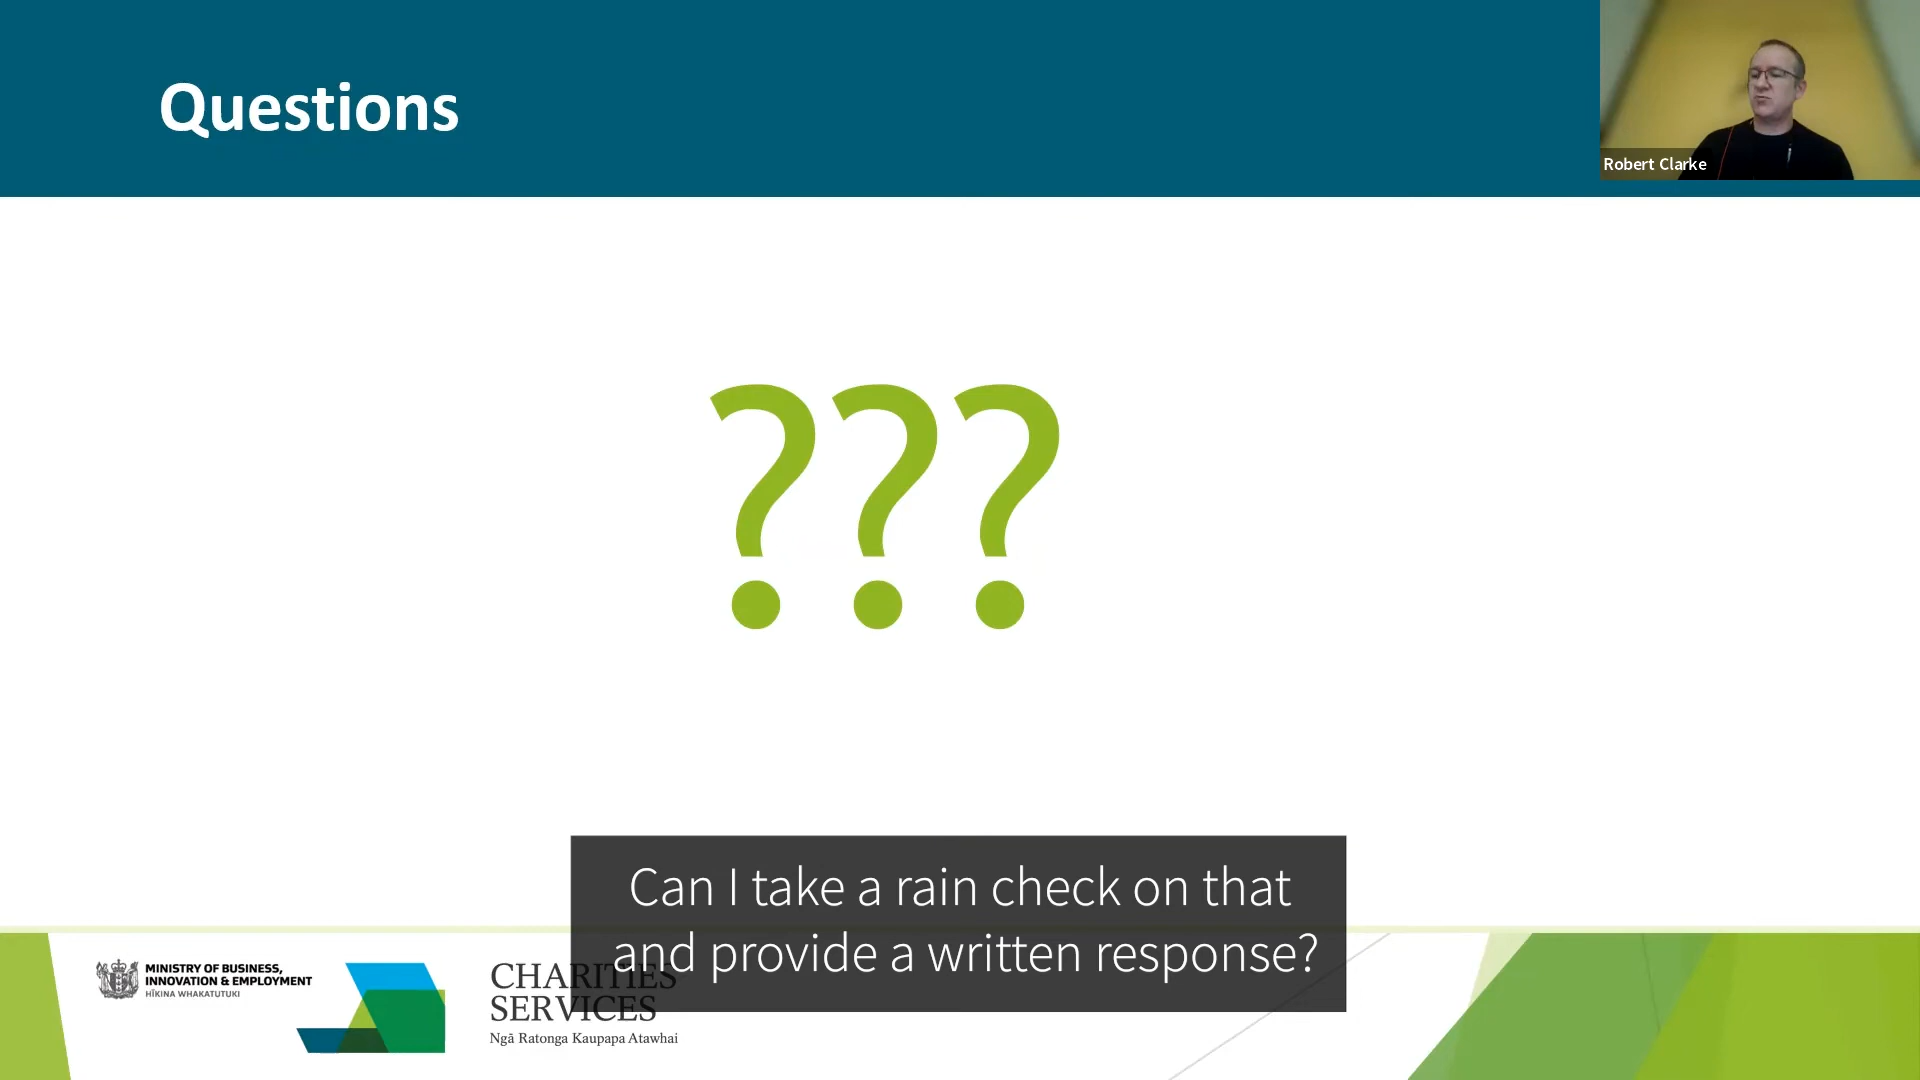 Questions
Robert Clarke
???
Can I take a rain check on that
and provide a written response?
MINISTRY OF BUSINESS,
INNOVATION & EMPLOYMENT
HĪKINA WHAKATUTUKI
CHARITIES
SERVICES
Ngā Ratonga Kaupapa Atawhai